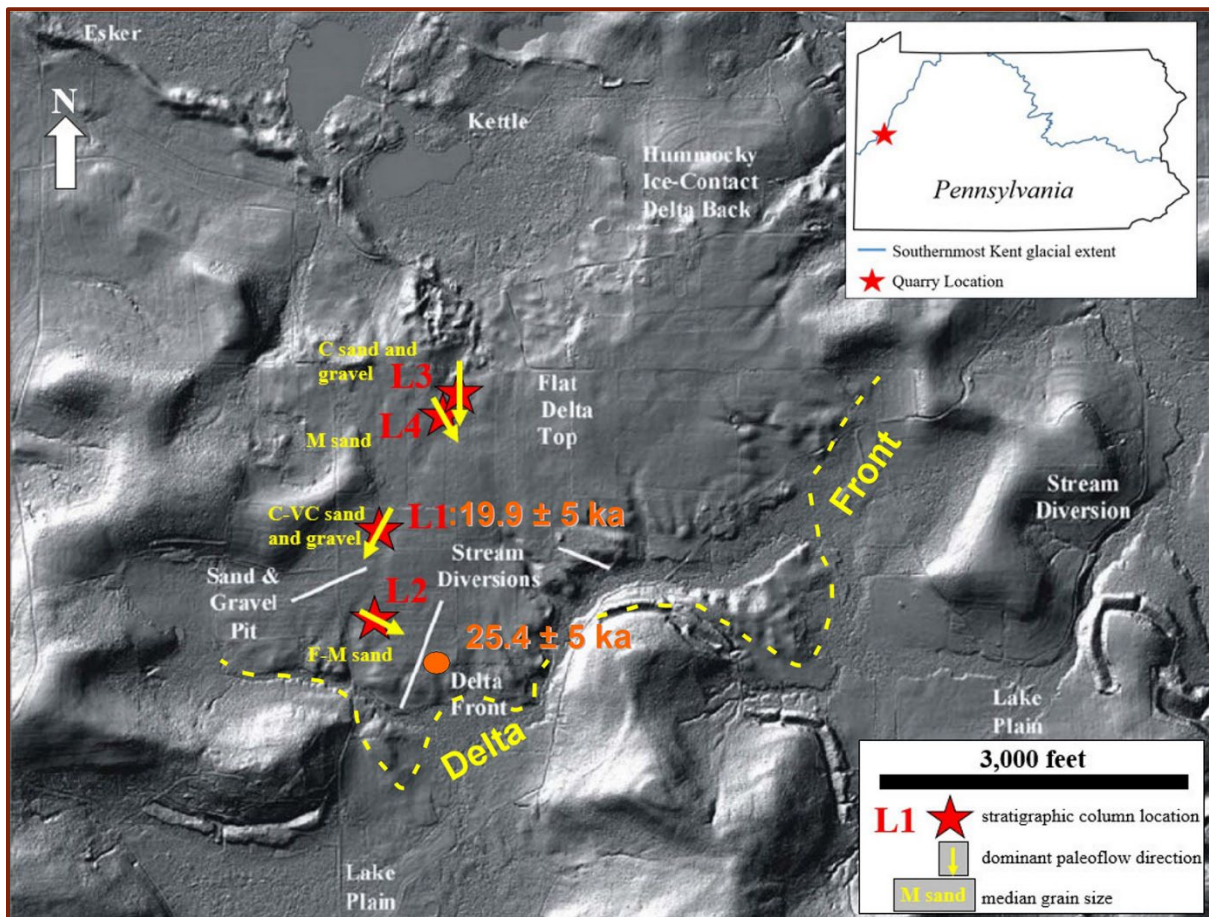 Esker
N
Kettle
Hummocky
Ice-Contact
Delta Back
Pennsylvania
Southernmost Kent glacial extent
Quarry Location
C sand and
gravel
L3
L4
M sand
Flat
Delta
Top
C-VC sand
and gravel
L1:19.9 ± 5 ka
Stream
Diversions
Front
Stream
Diversion
Sand &
Gravel
Pit
L2
F-M sand
25.4 ± 5 ka
Delta
Front
Delta
Lake
Plain
Lake
Plain
3,000 feet
L1 stratigraphic column location
dominant paleoflow direction
M sand median grain size